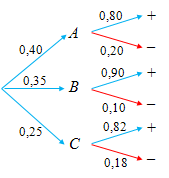 0,80 +
0,40 A
0,20 −
0,90 +
0,35 B
0,10 −
0,82 +
0,25 C
0,18 −